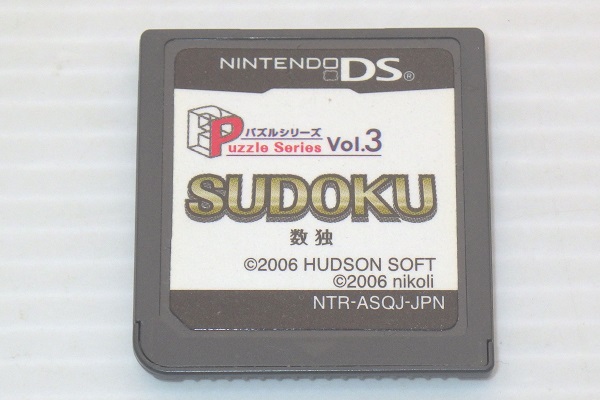 NINTENDO DS®
パズルシリーズ
Puzzle Series Vol.3
SUDOKU
数独
©2006 HUDSON SOFT
©2006 nikoli
NTR-ASQJ-JPN